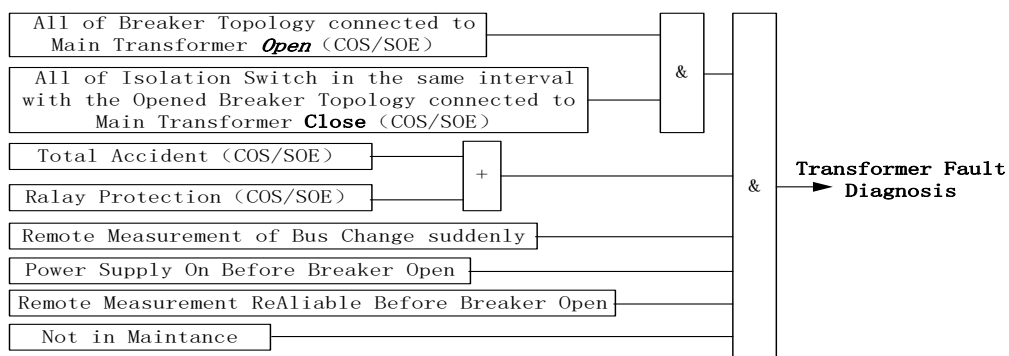 All of Breaker Topology connected to
Main Transformer Open (COS/SOE)
All of Isolation Switch in the same interval
with the Opened Breaker Topology connected to
Main Transformer Close (COS/SOE)
&
Total Accident (COS/SOE)
Ralay Protection (COS/SOE)
+
Remote Measurement of Bus Change suddenly
Power Supply On Before Breaker Open
Remote Measurement ReAliable Before Breaker Open
Not in Maintance
&
Transformer Fault
Diagnosis